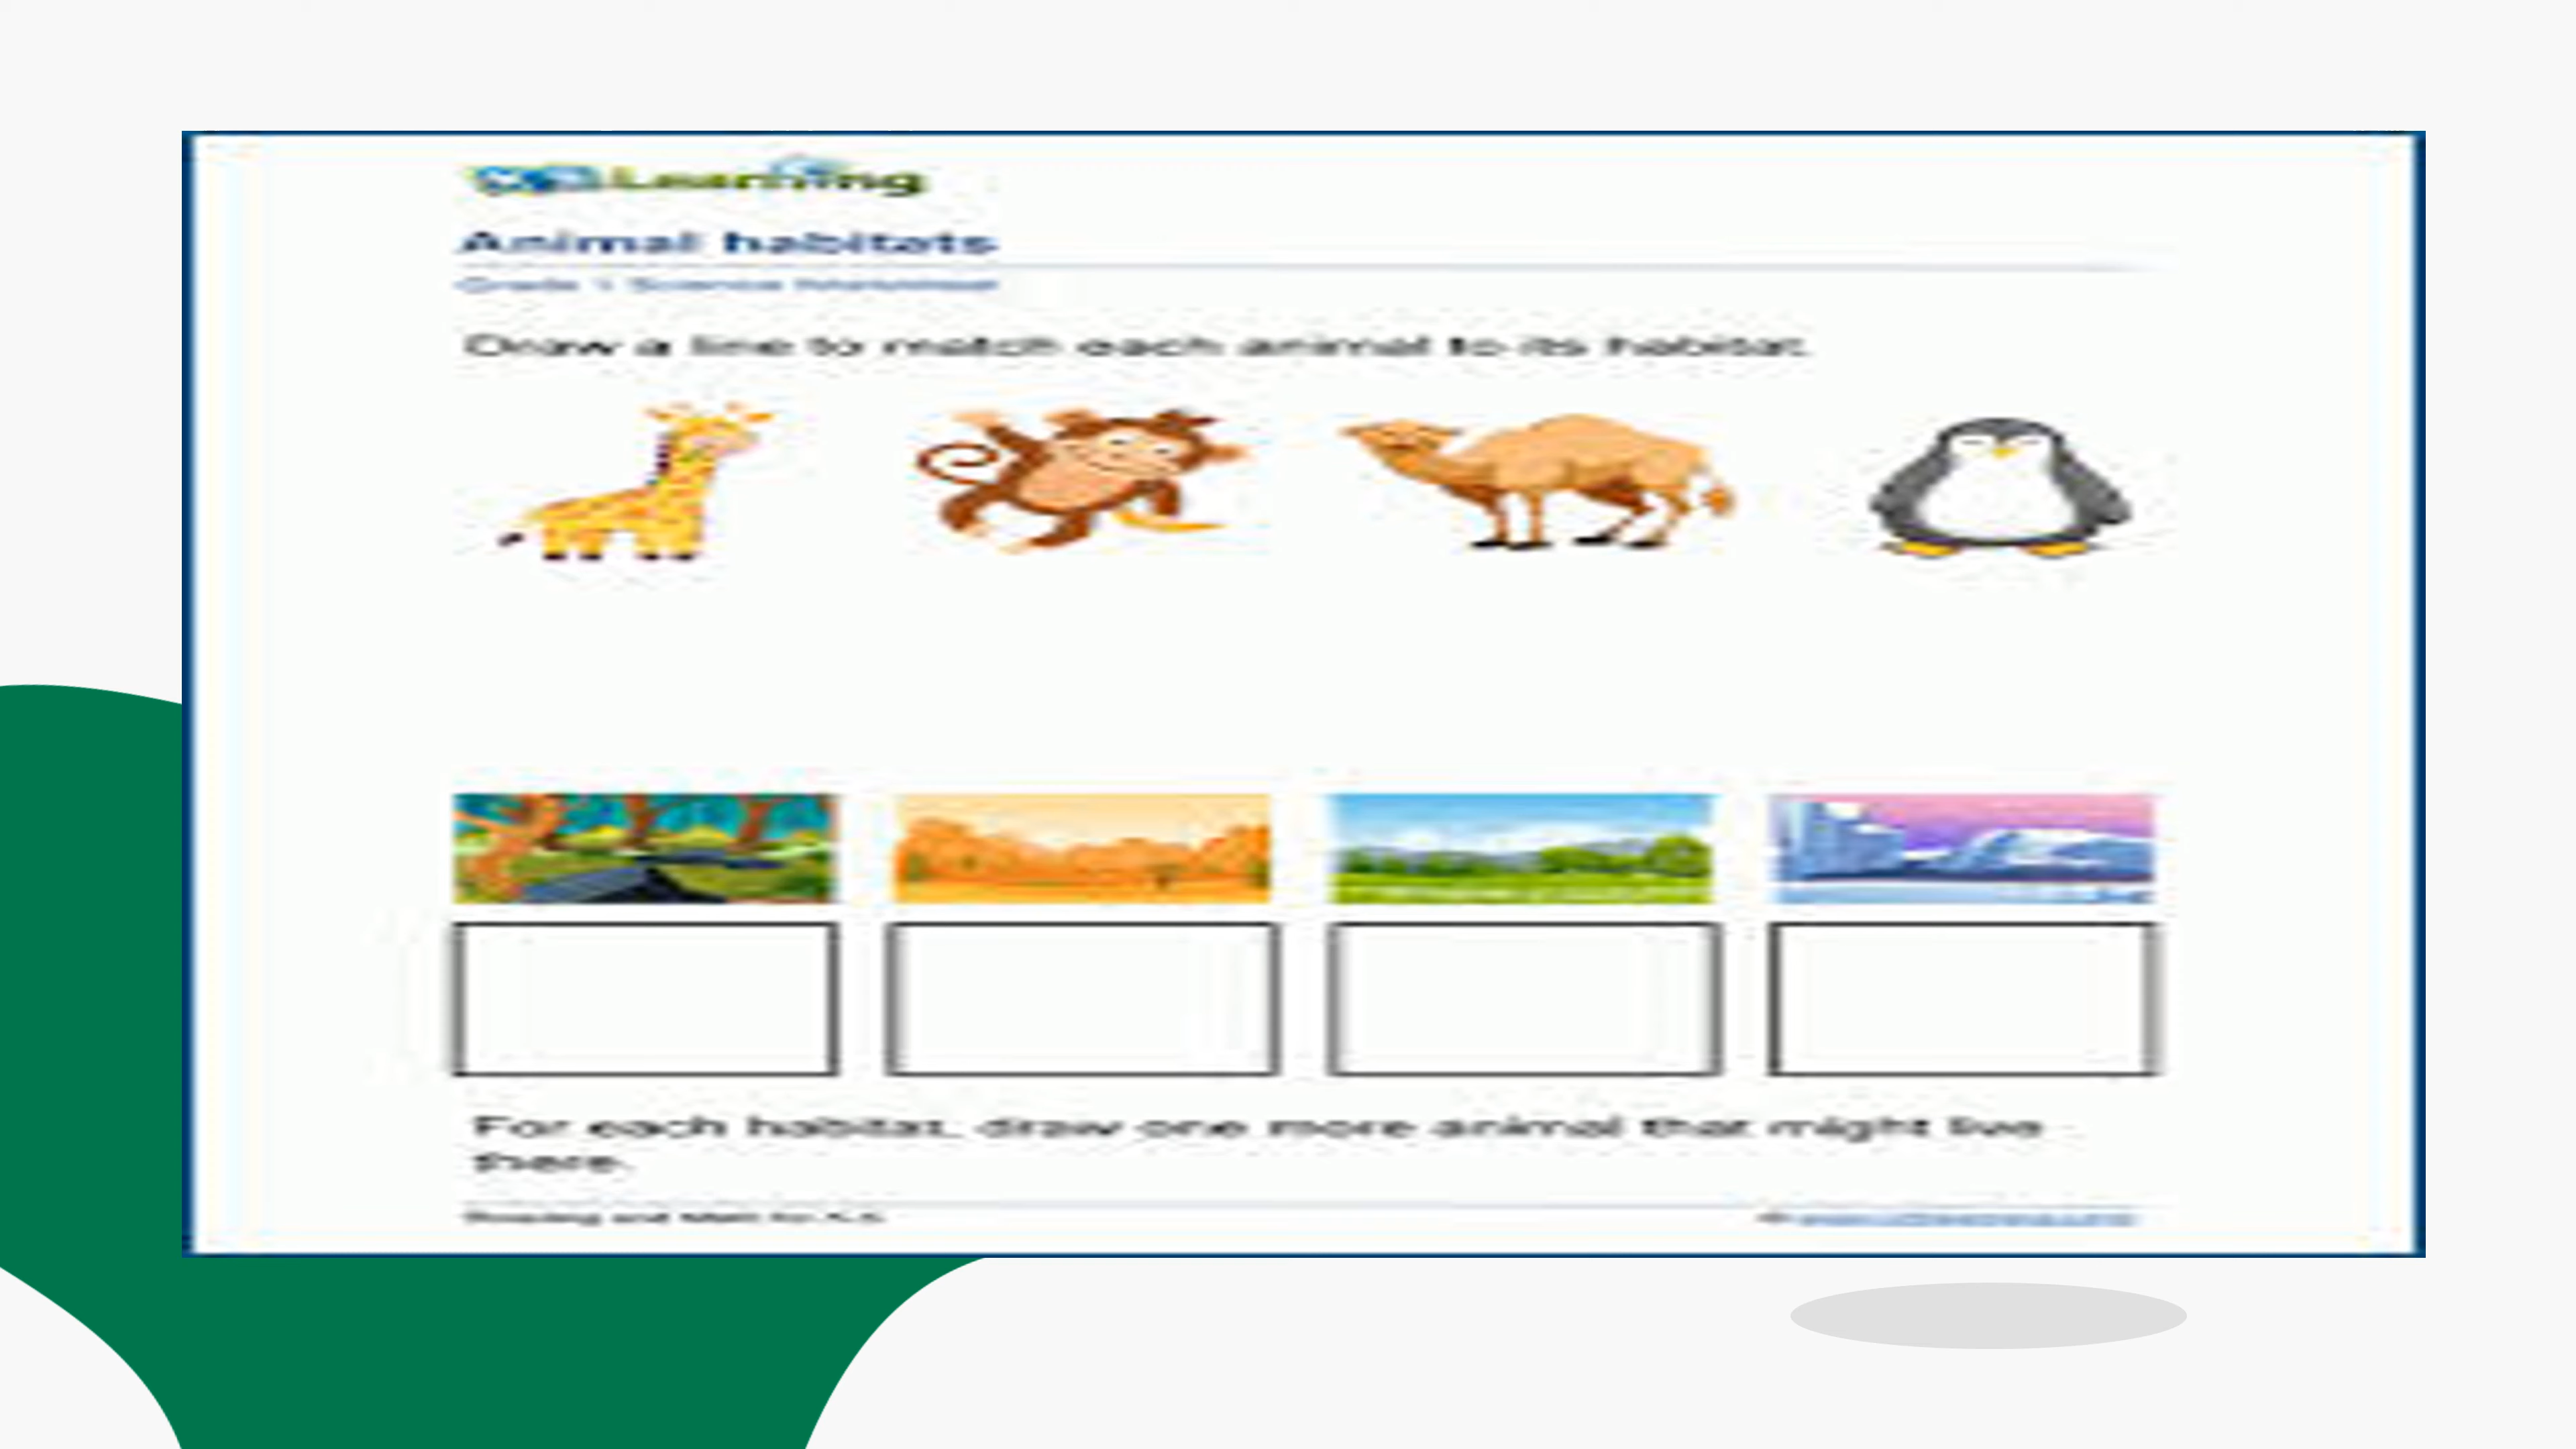 Learning
Animal habitats
Grade 1 Science Worksheet
Draw a line to match each animal to its habitat.
For each habitat, draw one more animal that might live
there.
Reading and Math for K-5
©